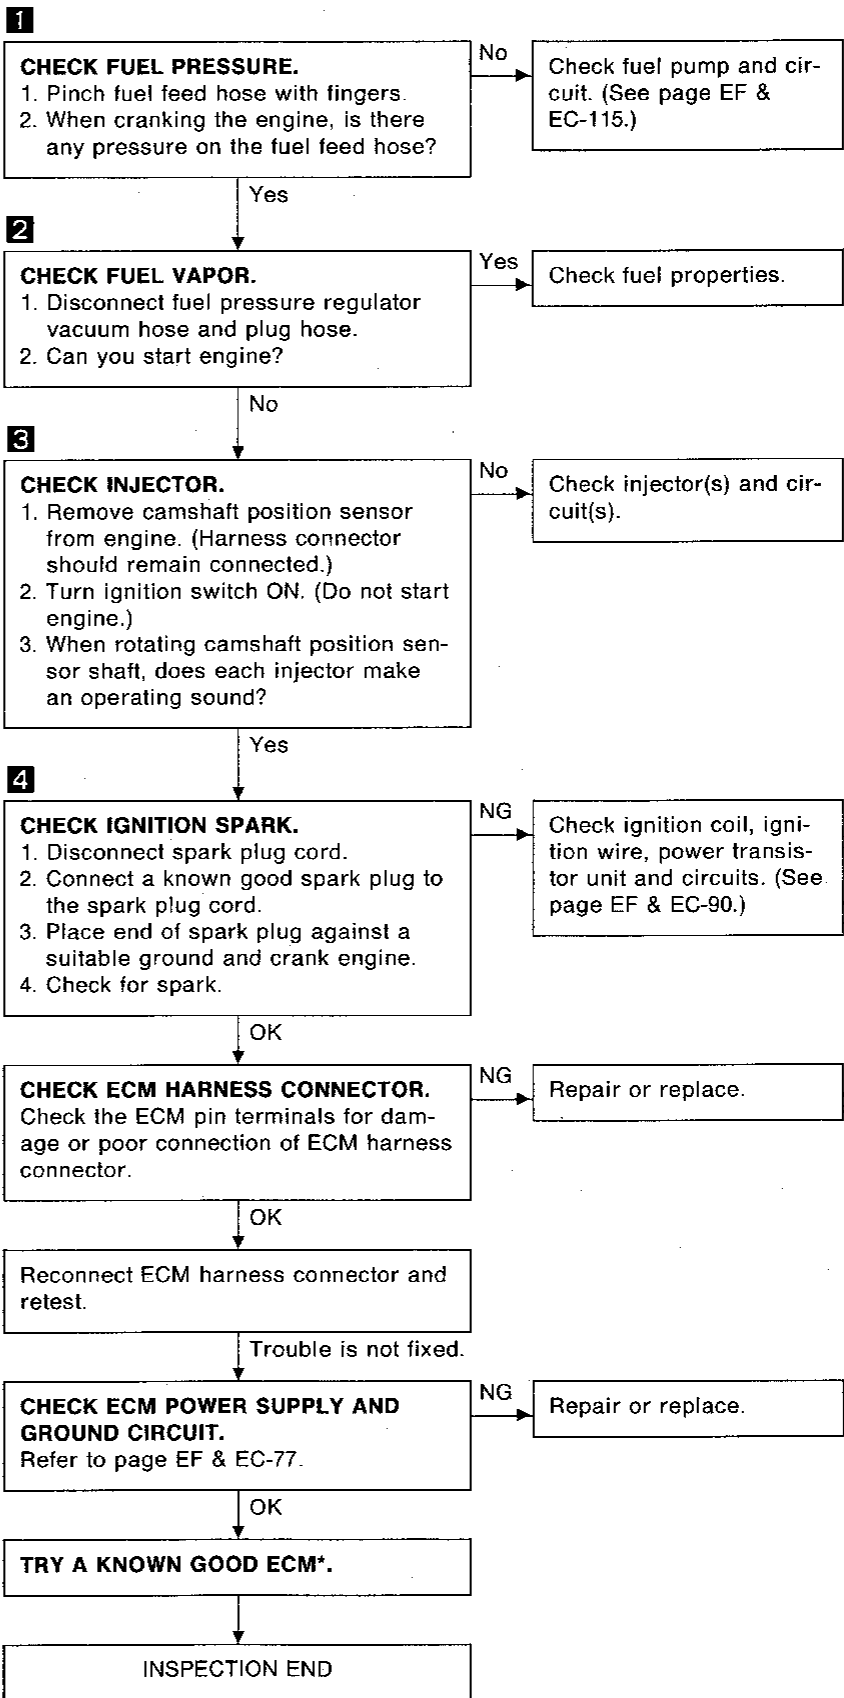 1
CHECK FUEL PRESSURE.
1. Pinch fuel feed hose with fingers.
2. When cranking the engine, is there
any pressure on the fuel feed hose?
No
Check fuel pump and cir-
cuit. (See page EF &
EC-115.)
Yes
2
CHECK FUEL VAPOR.
1. Disconnect fuel pressure regulator
vacuum hose and plug hose.
2. Can you start engine?
Yes
Check fuel properties.
No
3
CHECK INJECTOR.
1. Remove camshaft position sensor
from engine. (Harness connector
should remain connected.)
2. Turn ignition switch ON. (Do not start
engine.)
3. When rotating camshaft position sen-
sor shaft, does each injector make
an operating sound?
No
Check injector(s) and cir-
cuit(s).
Yes
4
CHECK IGNITION SPARK.
1. Disconnect spark plug cord.
2. Connect a known good spark plug to
the spark plug cord.
3. Place end of spark plug against a
suitable ground and crank engine.
4. Check for spark.
NG
Check ignition coil, igni-
tion wire, power transis-
tor unit and circuits. (See
page EF & EC-90.)
OK
CHECK ECM HARNESS CONNECTOR.
Check the ECM pin terminals for dam-
age or poor connection of ECM harness
connector.
NG
Repair or replace.
OK
Reconnect ECM harness connector and
retest.
Trouble is not fixed.
CHECK ECM POWER SUPPLY AND
GROUND CIRCUIT.
Refer to page EF & EC-77.
NG
Repair or replace.
OK
TRY A KNOWN GOOD ECM*.
INSPECTION END